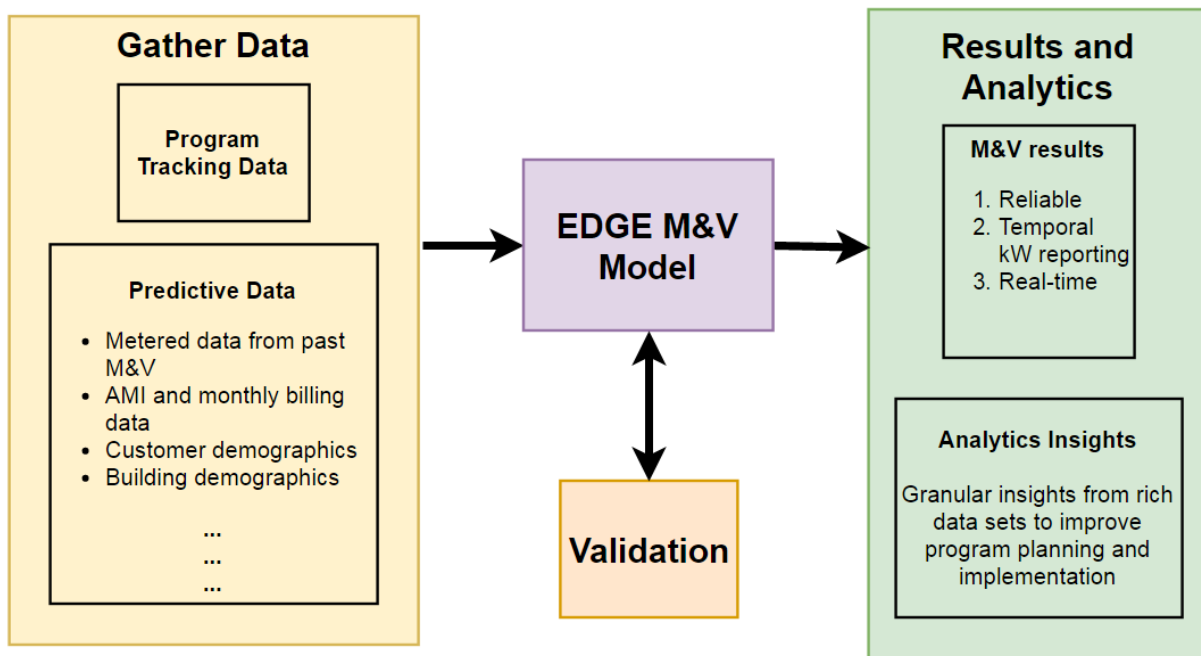 Gather Data
Program
Tracking Data
Predictive Data
• Metered data from past
M&V
• AMI and monthly billing
data
• Customer demographics
• Building demographics
...
...
...
EDGE M&V
Model
Validation
Results and
Analytics
M&V results
1. Reliable
2. Temporal
kW reporting
3. Real-time
Analytics Insights
Granular insights from rich
data sets to improve
program planning and
implementation